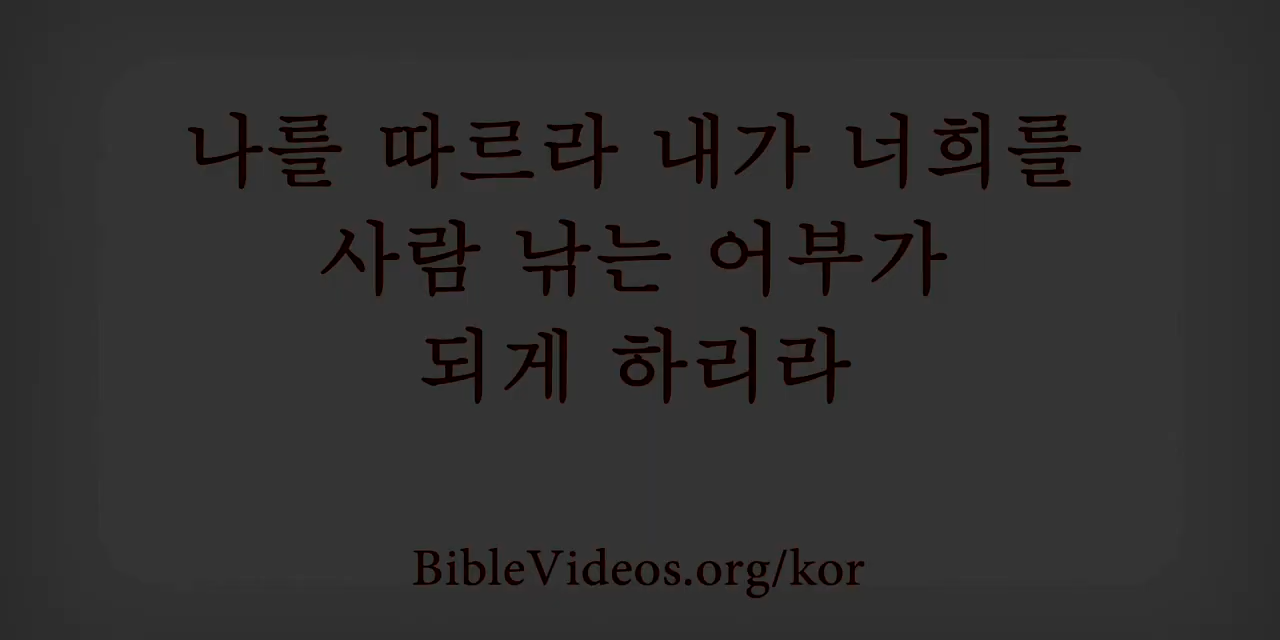 나를 따르라 내가 너희를
사람 낚는 어부가
되게 하리라
BibleVideos.org/kor